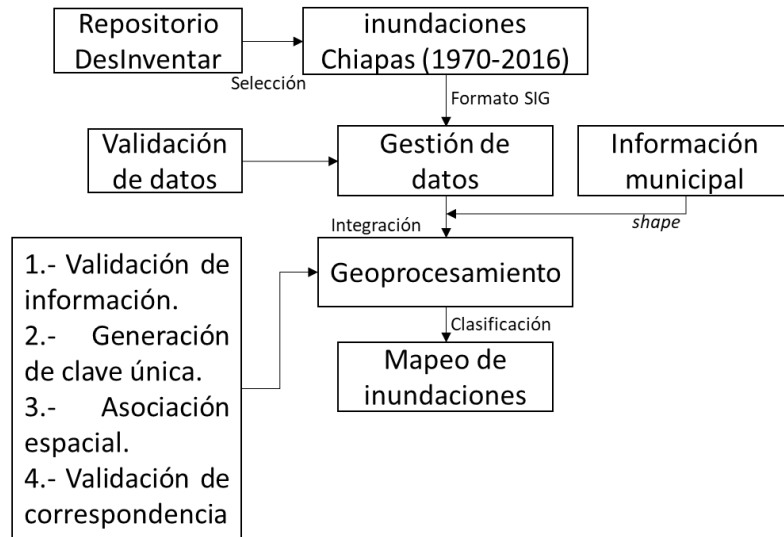 Repositorio
DesInventar
Selección
inundaciones
Chiapas (1970-2016)
Formato SIG
Validación
de datos
Gestión de
datos
Información
municipal
shape
Integración
1.- Validación de
información.
2.- Generación
de clave única.
3.- Asociación
espacial.
4.- Validación de
correspondencia
Geoprocesamiento
Clasificación
Mapeo de
inundaciones